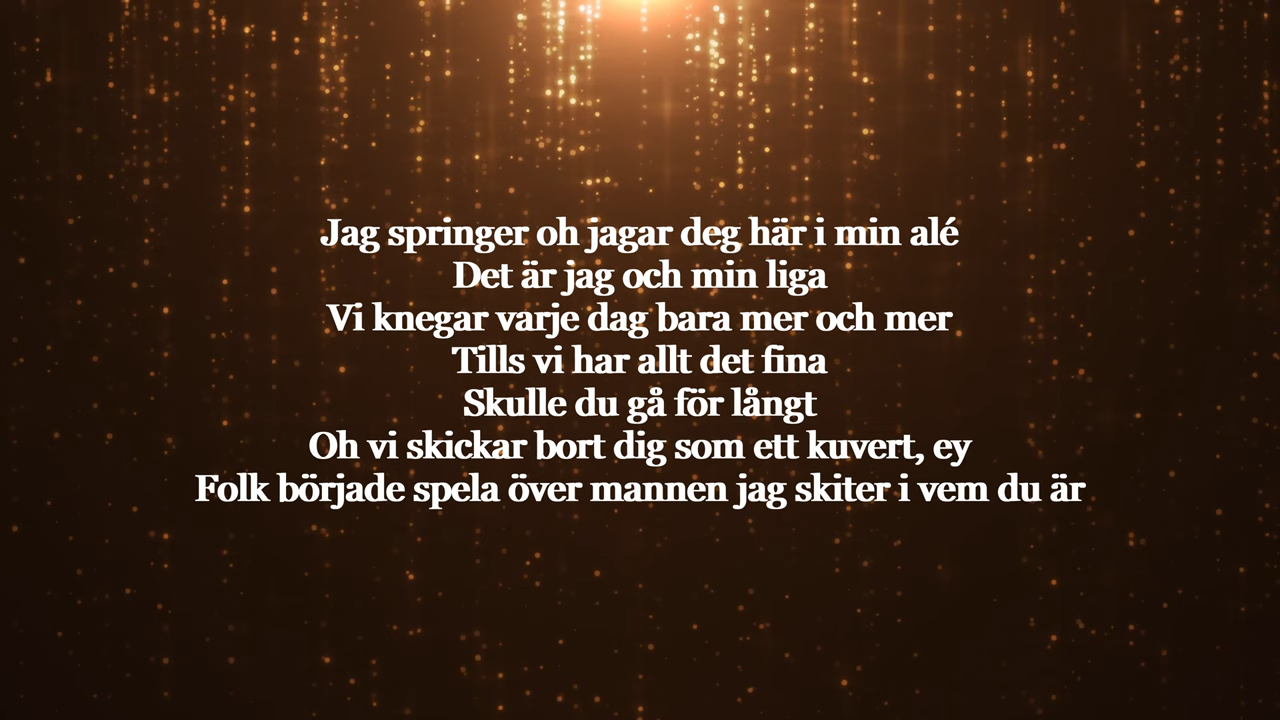 Jag springer oh jagar deg här i min alé
Det är jag och min liga
Vi knegar varje dag bara mer och mer
Tills vi har allt det fina
Skulle du gå för långt
Oh vi skickar bort dig som ett kuvert, ey
Folk började spela över mannen jag skiter i vem du är